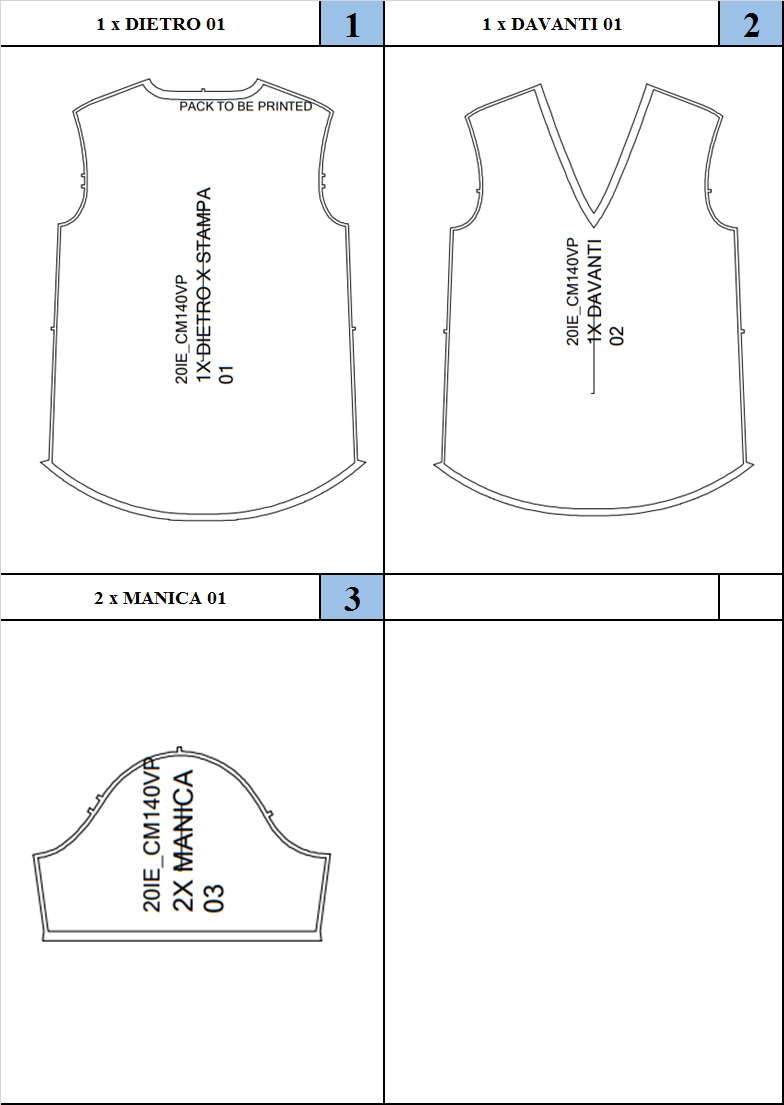 1 x DIETRO 01
1
1 x DAVANTI 01
2
PACK TO BE PRINTED
20IE_CM140VP
1X DIETRO X STAMPA
01
20IE_CM140VP
1X DAVANTI
02
2 x MANICA 01
3
20IE_CM140VP
2X MANICA
03